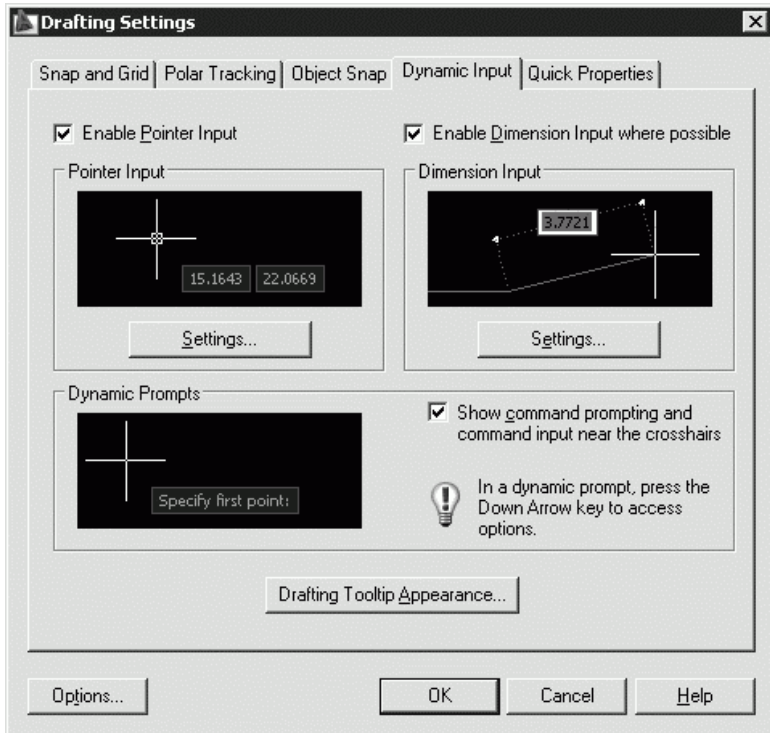 Drafting Settings
Snap and Grid Polar Tracking Object Snap Dynamic Input Quick Properties
Enable Pointer Input
Enable Dimension Input where possible
Pointer Input
15.1643 22.0669
Settings...
Dimension Input
3.7721
Settings...
Dynamic Prompts
Specify first point:
Show command prompting and
command input near the crosshairs
In a dynamic prompt, press the
Down Arrow key to access
options.
Drafting Tooltip Appearance...
Options... OK Cancel Help